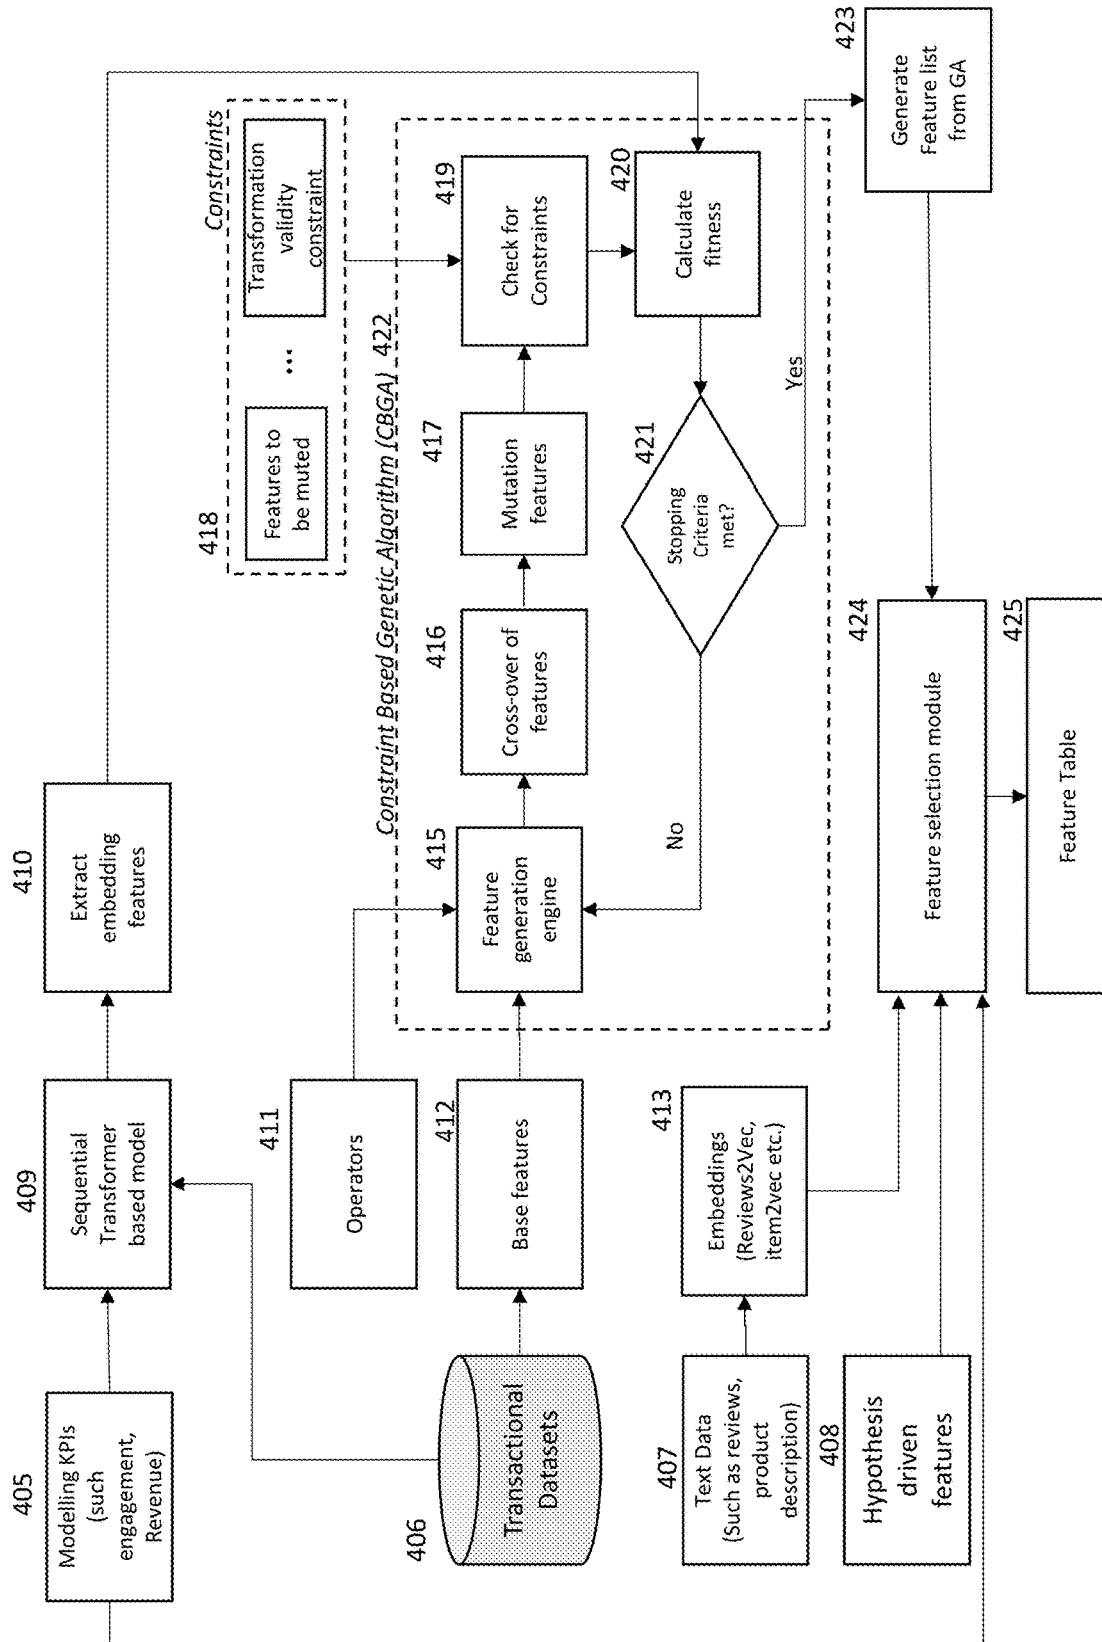 405
Modelling KPIs
(such
engagement,
Revenue)
409
Sequential
Transformer
based model
410
Extract
embedding
features
406
Transactional
Datasets
411
Operators
412
Base features
418
Constraints
Features to
be muted
...
Transformation
validity
constraint
Constraint Based Genetic Algorithm (CBGA) 422
415
Feature
generation
engine
416
Cross-over of
features
417
Mutation
features
419
Check for
Constraints
420
Calculate
fitness
421
Stopping
Criteria
met?
No
Yes
423
Generate
Feature list
from GA
407
Text Data
(Such as reviews,
product
description)
413
Embeddings
(Reviews2Vec,
item2vec etc.)
408
Hypothesis
driven
features
424
Feature selection module
425
Feature Table